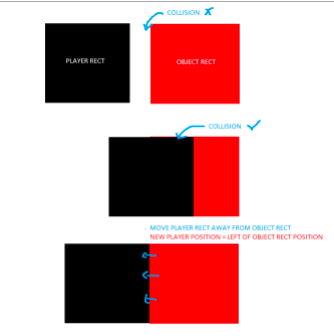 COLLISION X
PLAYER RECT
OBJECT RECT
COLLISION ✓
MOVE PLAYER RECT AWAY FROM OBJECT RECT
NEW PLAYER POSITION = LEFT OF OBJECT RECT POSITION